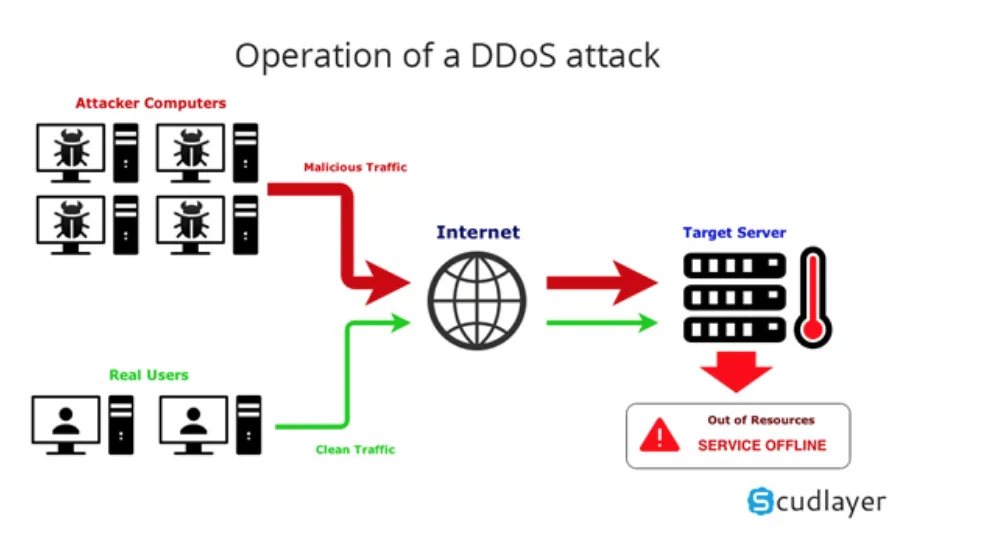 Operation of a DDoS attack
Attacker Computers
Malicious Traffic
Internet
Target Server
Real Users
Clean Traffic
Out of Resources
SERVICE OFFLINE
Scudlayer